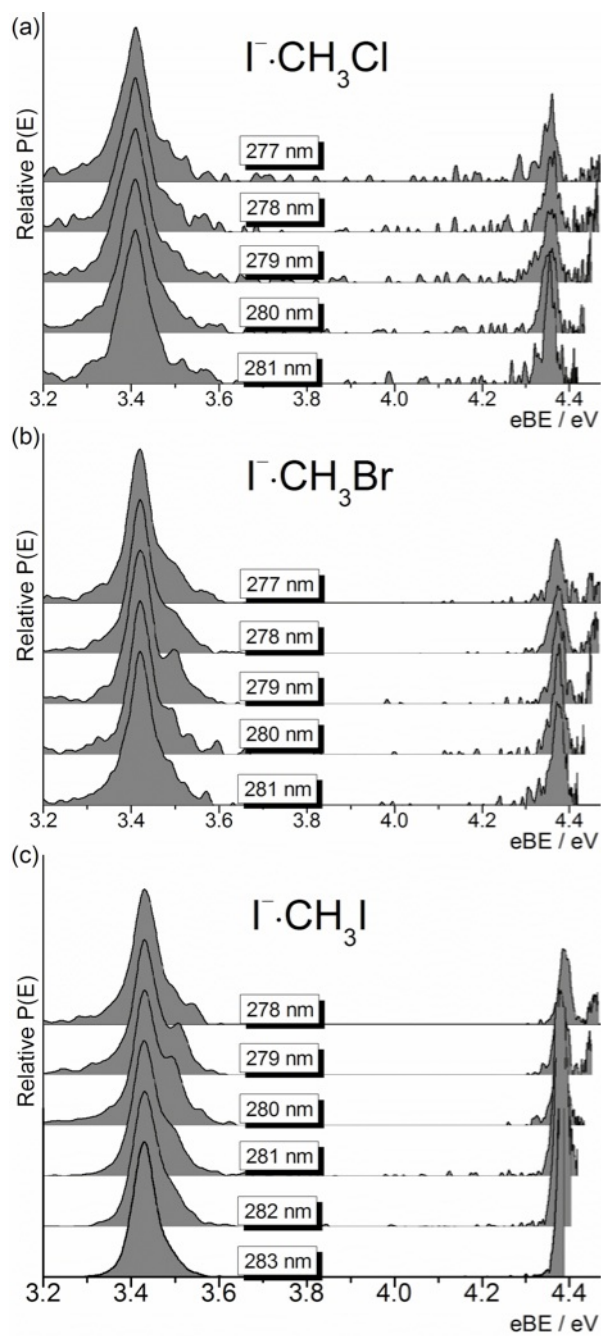 (a)
I⁻·CH₃Cl
Relative P(E)
277 nm
278 nm
279 nm
280 nm
281 nm
3.2 3.4 3.6 3.8 4.0 4.2 4.4
eBE / eV
(b)
I⁻·CH₃Br
Relative P(E)
277 nm
278 nm
279 nm
280 nm
281 nm
3.2 3.4 3.6 3.8 4.0 4.2 4.4
eBE / eV
(c)
I⁻·CH₃I
Relative P(E)
278 nm
279 nm
280 nm
281 nm
282 nm
283 nm
3.2 3.4 3.6 3.8 4.0 4.2 4.4
eBE / eV